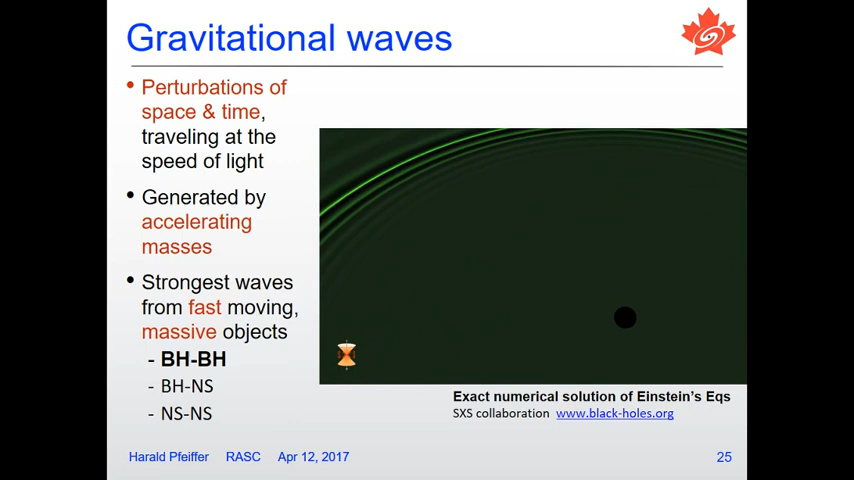 Gravitational waves
• Perturbations of
space & time,
traveling at the
speed of light
• Generated by
accelerating
masses
• Strongest waves
from fast moving,
massive objects
- BH-BH
- BH-NS
- NS-NS
Exact numerical solution of Einstein's Eqs
SXS collaboration www.black-holes.org
Harald Pfeiffer RASC Apr 12, 2017
25